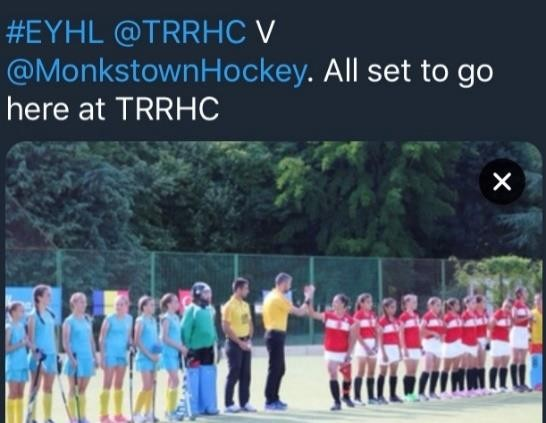 #EYHL @TRRHC V
@MonkstownHockey. All set to go
here at TRRHC